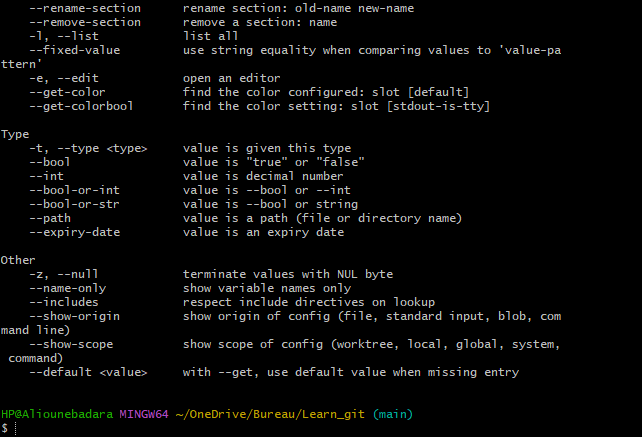 --rename-section      rename section: old-name new-name
    --remove-section      remove a section: name
    -l, --list            list all
    --fixed-value         use string equality when comparing values to 'value-pa
ttern'
    -e, --edit            open an editor
    --get-color           find the color configured: slot [default]
    --get-colorbool       find the color setting: slot [stdout-is-tty]

Type
    -t, --type <type>     value is given this type
    --bool                value is "true" or "false"
    --int                 value is decimal number
    --bool-or-int         value is --bool or --int
    --bool-or-str         value is --bool or string
    --path                value is a path (file or directory name)
    --expiry-date         value is an expiry date

Other
    -z, --null            terminate values with NUL byte
    --name-only           show variable names only
    --includes            respect include directives on lookup
    --show-origin         show origin of config (file, standard input, blob, com
mand line)
    --show-scope          show scope of config (worktree, local, global, system,
 command)
    --default <value>     with --get, use default value when missing entry


HP@Aliounebadara MINGW64 ~/OneDrive/Bureau/Learn_git (main)
$